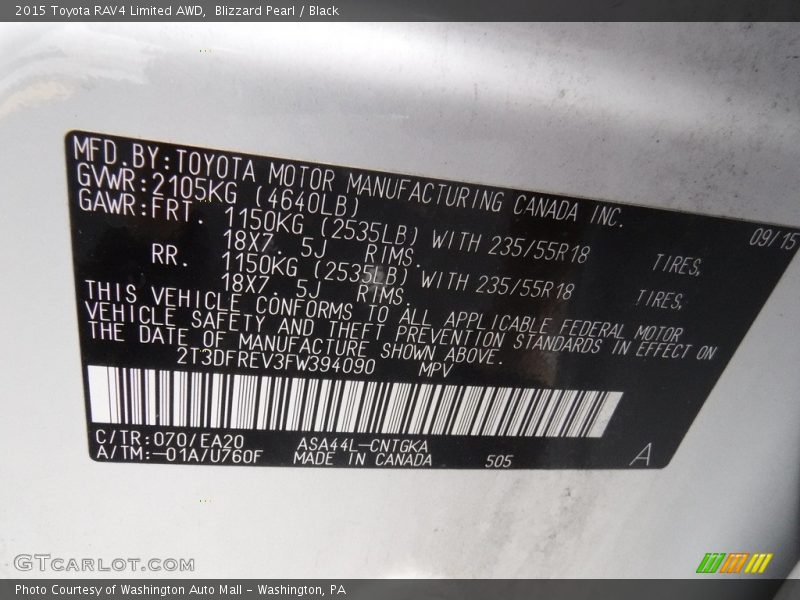 2015 Toyota RAV4 Limited AWD,  Blizzard Pearl / Black
MFD.BY:TOYOTA MOTOR MANUFACTURING CANADA INC.
GVWR:2105KG (4640LB) 09/15
GAWR:FRT. 1150KG (2535LB) WITH 235/55R18 TIRES,
18X7. 5J RIMS.
RR. 1150KG (2535LB) WITH 235/55R18 TIRES,
18X7. 5J RIMS.
THIS VEHICLE CONFORMS TO ALL APPLICABLE FEDERAL MOTOR
VEHICLE SAFETY AND THEFT PREVENTION STANDARDS IN EFFECT ON
THE DATE OF MANUFACTURE SHOWN ABOVE.
2T3DFREV3FW394090 MPV
C/TR:070/EA20 ASA44L-CNTGKA
A/TM:-01A/U760F MADE IN CANADA 505 A
GTCARLOT.COM
Photo Courtesy of Washington Auto Mall - Washington, PA